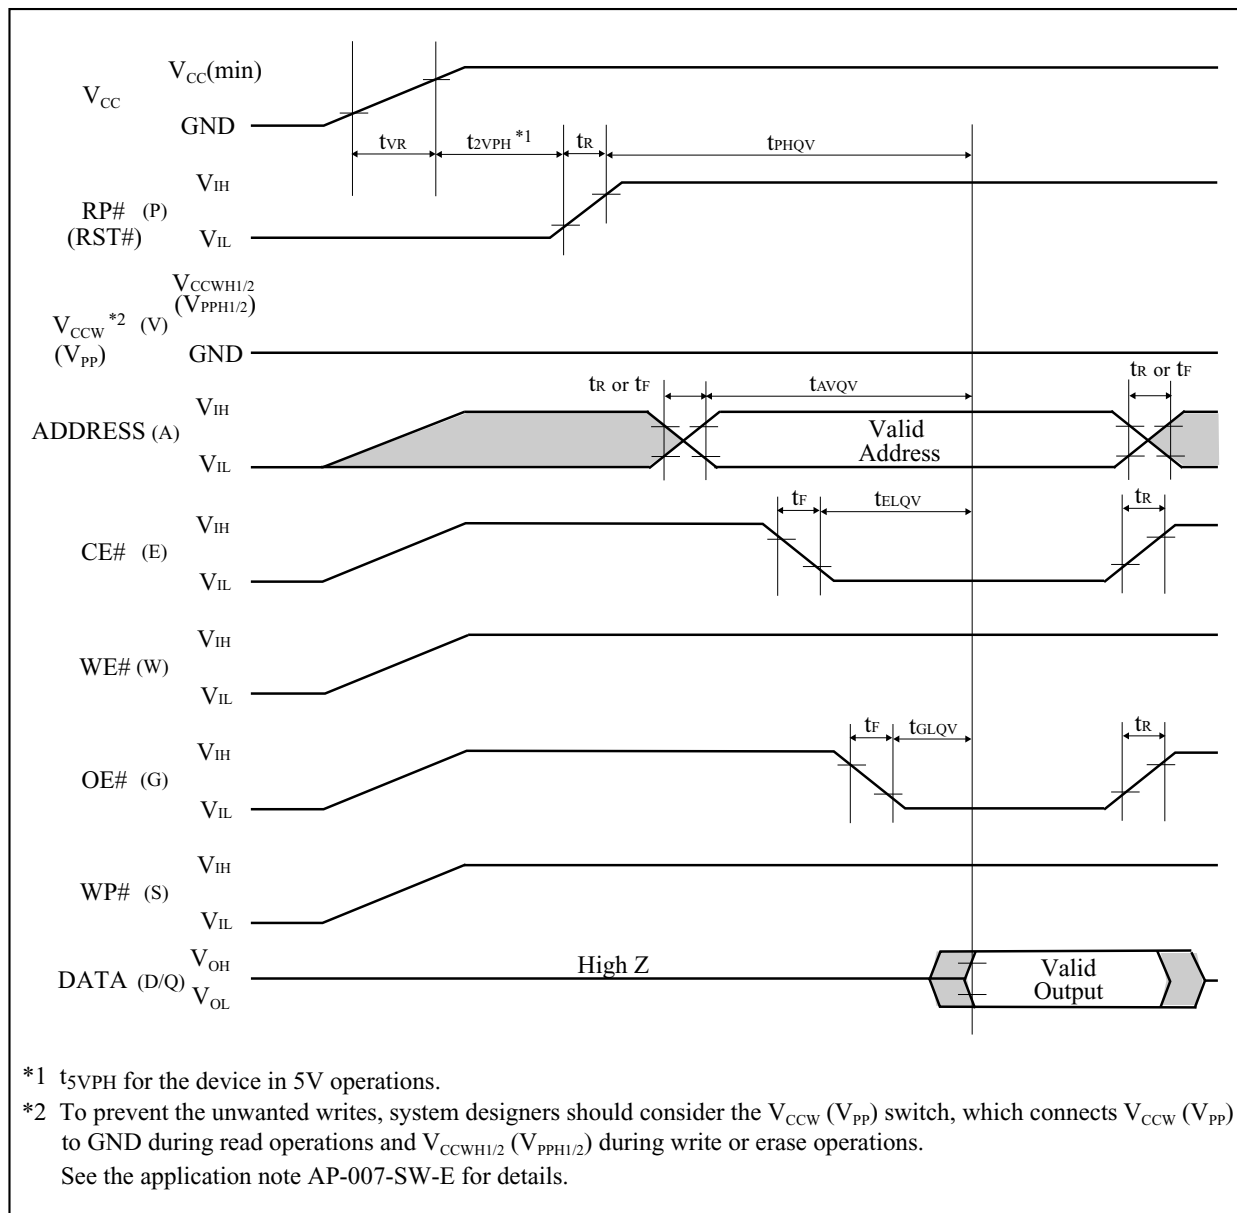 VCC(min)
VCC
GND
tVR
t2VPH *1
tR
tPHQV
VIH
RP# (P)
(RST#)
VIL
VCCWH1/2
(VPPH1/2)
VCCW *2 (V)
(VPP)
GND
tR or tF
tAVQV
tR or tF
VIH
ADDRESS (A)
Valid
Address
VIL
tF
tELQV
tR
VIH
CE# (E)
VIL
VIH
WE# (W)
VIL
tF
tGLQV
tR
VIH
OE# (G)
VIL
VIH
WP# (S)
VIL
VOH
High Z
DATA (D/Q)
Valid
Output
VOL
*1 t5VPH for the device in 5V operations.
*2 To prevent the unwanted writes, system designers should consider the VCCW (VPP) switch, which connects VCCW (VPP)
to GND during read operations and VCCWH1/2 (VPPH1/2) during write or erase operations.
See the application note AP-007-SW-E for details.